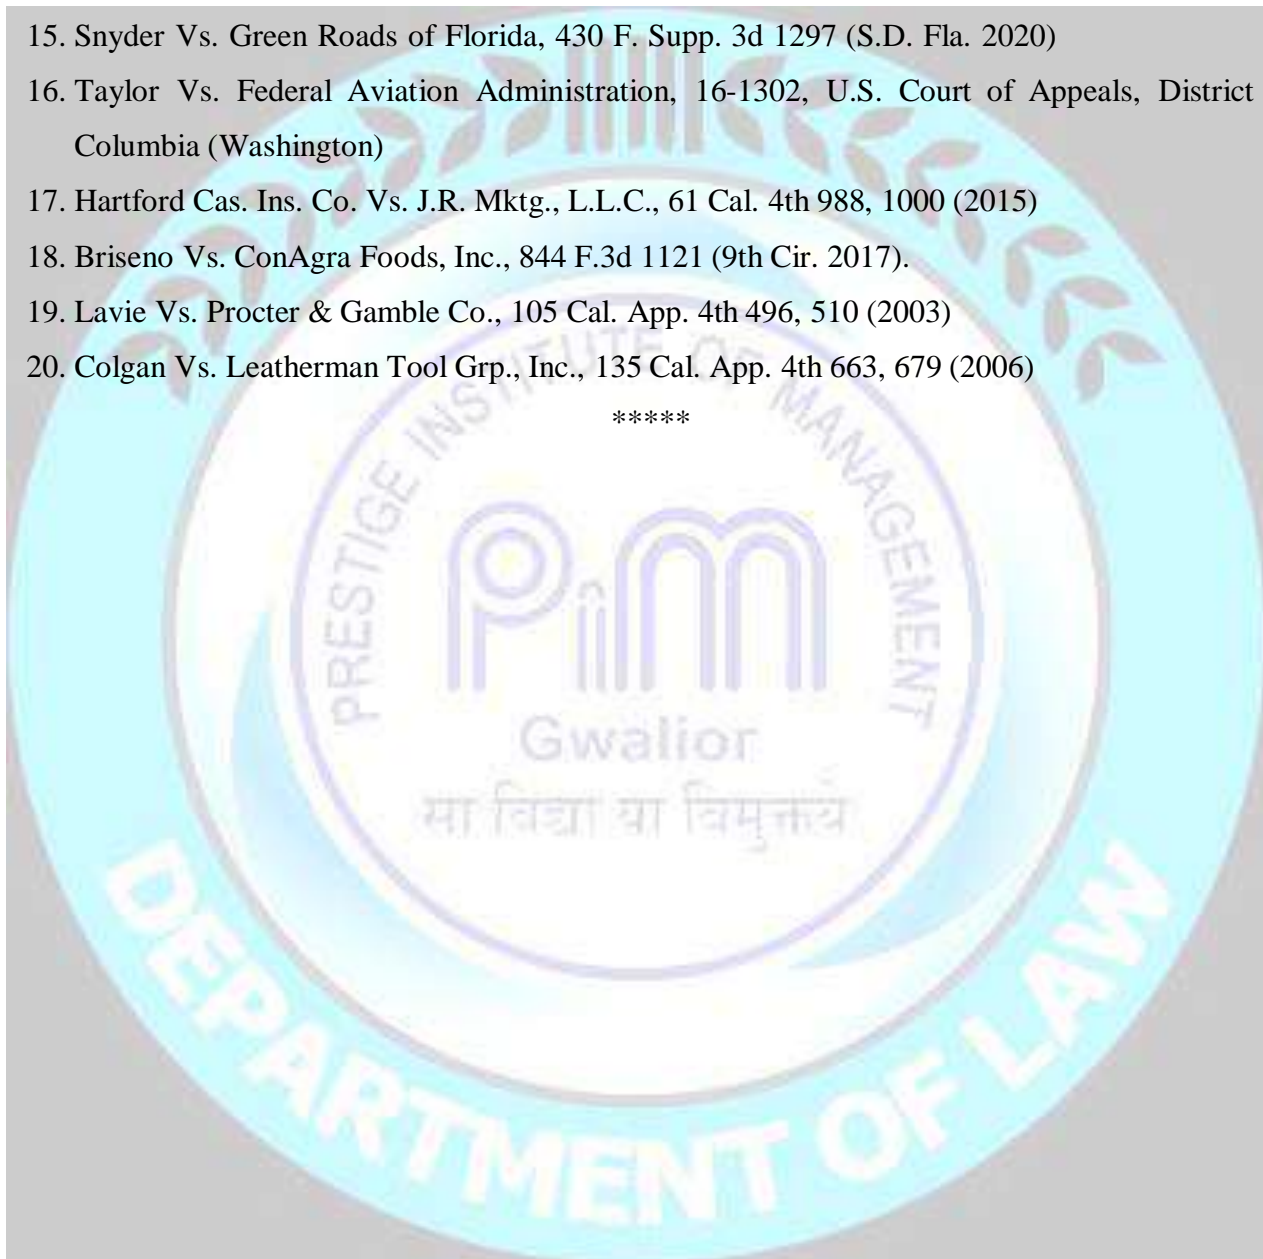 15. Snyder Vs. Green Roads of Florida, 430 F. Supp. 3d 1297 (S.D. Fla. 2020)
16. Taylor Vs. Federal Aviation Administration, 16-1302, U.S. Court of Appeals, District
Columbia (Washington)
17. Hartford Cas. Ins. Co. Vs. J.R. Mktg., L.L.C., 61 Cal. 4th 988, 1000 (2015)
18. Briseno Vs. ConAgra Foods, Inc., 844 F.3d 1121 (9th Cir. 2017).
19. Lavie Vs. Procter & Gamble Co., 105 Cal. App. 4th 496, 510 (2003)
20. Colgan Vs. Leatherman Tool Grp., Inc., 135 Cal. App. 4th 663, 679 (2006)
*****
PRESTIGE INSTITUTE OF MANAGEMENT
Pim
Gwalior
सा विद्या या विमुक्तये
DEPARTMENT OF LAW